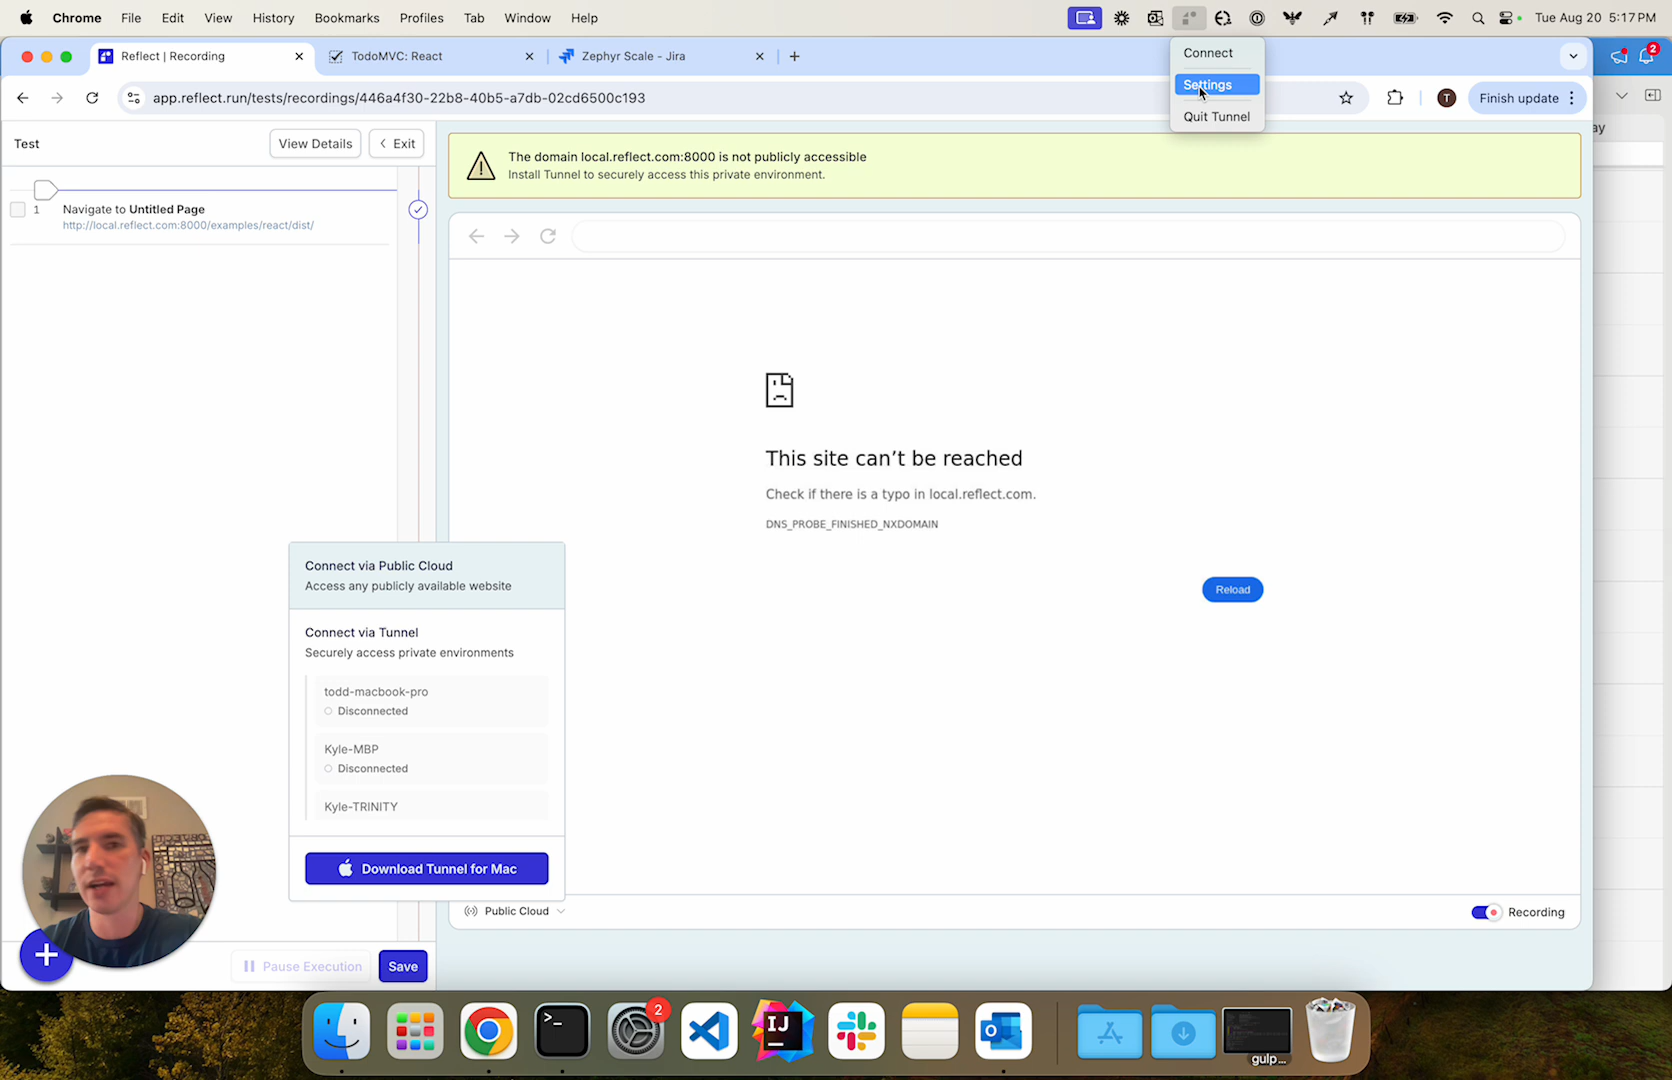 Chrome File Edit View History Bookmarks Profiles Tab Window Help
Tue Aug 20 5:17 PM
Reflect | Recording
TodoMVC: React
Zephyr Scale - Jira
2
Connect
Settings
Quit Tunnel
app.reflect.run/tests/recordings/446a4f30-22b8-40b5-a7db-02cd6500c193
T
Finish update
ay
Test
View Details
Exit
The domain local.reflect.com:8000 is not publicly accessible
Install Tunnel to securely access this private environment.
1
Navigate to Untitled Page
http://local.reflect.com:8000/examples/react/dist/
This site can't be reached
Check if there is a typo in local.reflect.com.
DNS_PROBE_FINISHED_NXDOMAIN
Reload
Connect via Public Cloud
Access any publicly available website
Connect via Tunnel
Securely access private environments
todd-macbook-pro
Disconnected
Kyle-MBP
Disconnected
Kyle-TRINITY
Download Tunnel for Mac
Public Cloud
Recording
Pause Execution
Save
2
IJ
gulp...